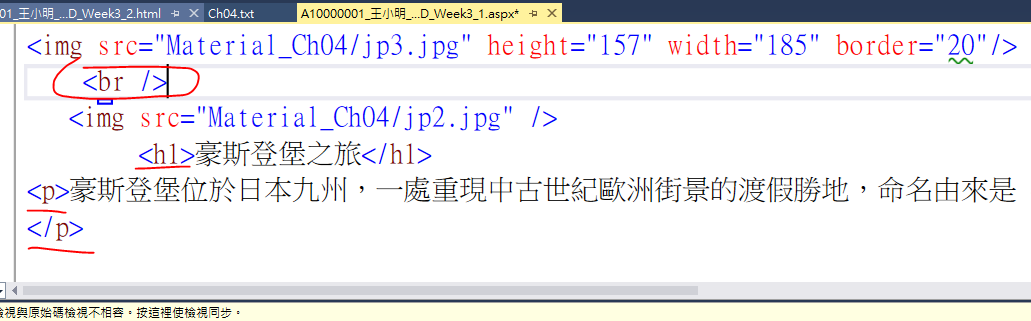 01_王小明_...D_Week3_2.html Ch04.txt A10000001_王小明_...D_Week3_1.aspx*
<img src="Material_Ch04/jp3.jpg" height="157" width="185" border="20"/>
<br />
<img src="Material_Ch04/jp2.jpg" />
<h1>豪斯登堡之旅</h1>
<p>豪斯登堡位於日本九州，一處重現中古世紀歐洲街景的渡假勝地，命名由來是
</p>
檢視與原始碼檢視不相容。按這裡使檢視同步。